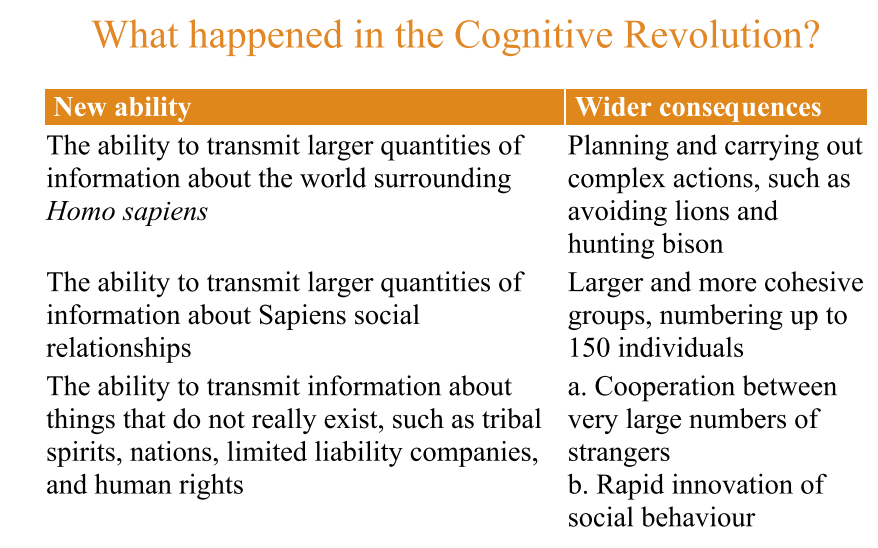 What happened in the Cognitive Revolution?
New ability
Wider consequences
The ability to transmit larger quantities of
information about the world surrounding
Homo sapiens
Planning and carrying out
complex actions, such as
avoiding lions and
hunting bison
The ability to transmit larger quantities of
information about Sapiens social
relationships
Larger and more cohesive
groups, numbering up to
150 individuals
The ability to transmit information about
things that do not really exist, such as tribal
spirits, nations, limited liability companies,
and human rights
a. Cooperation between
very large numbers of
strangers
b. Rapid innovation of
social behaviour